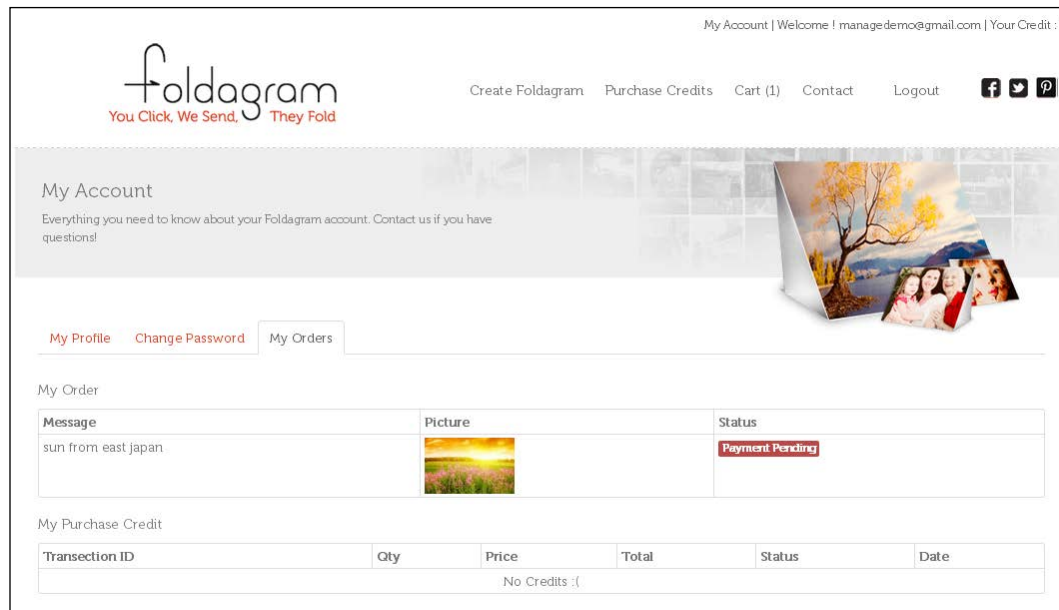 My Account | Welcome ! managedemo@gmail.com | Your Credit :
foldagram
You Click, We Send, They Fold
Create Foldagram Purchase Credits Cart (1) Contact Logout
My Account
Everything you need to know about your Foldagram account. Contact us if you have
questions!
My Profile Change Password My Orders
My Order
Message Picture Status
sun from east japan Payment Pending
My Purchase Credit
Transection ID Qty Price Total Status Date
No Credits :(